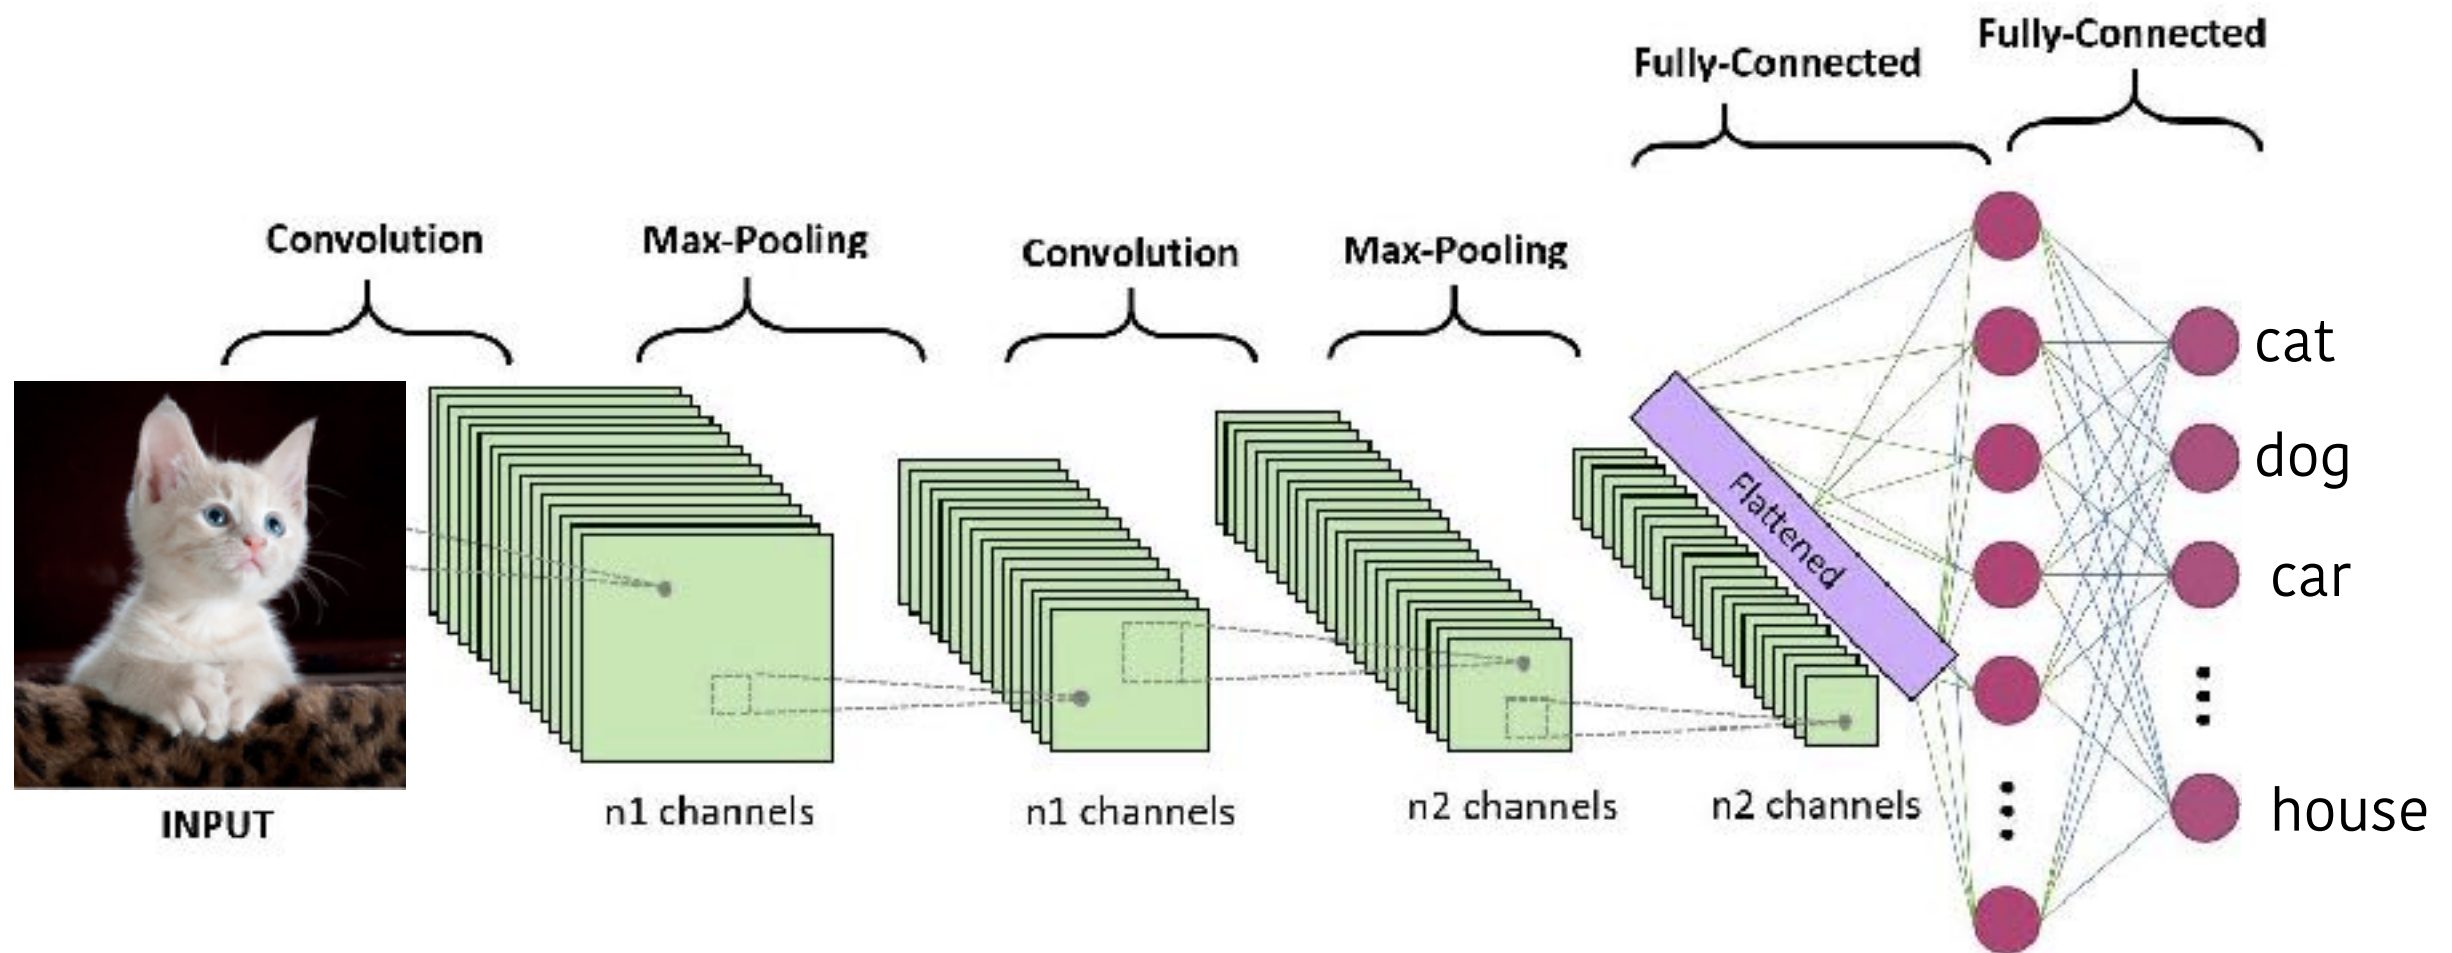 Fully-Connected
Fully-Connected
Convolution
Max-Pooling
Convolution
Max-Pooling
Flattened
cat
dog
car
house
INPUT
n1 channels
n1 channels
n2 channels
n2 channels